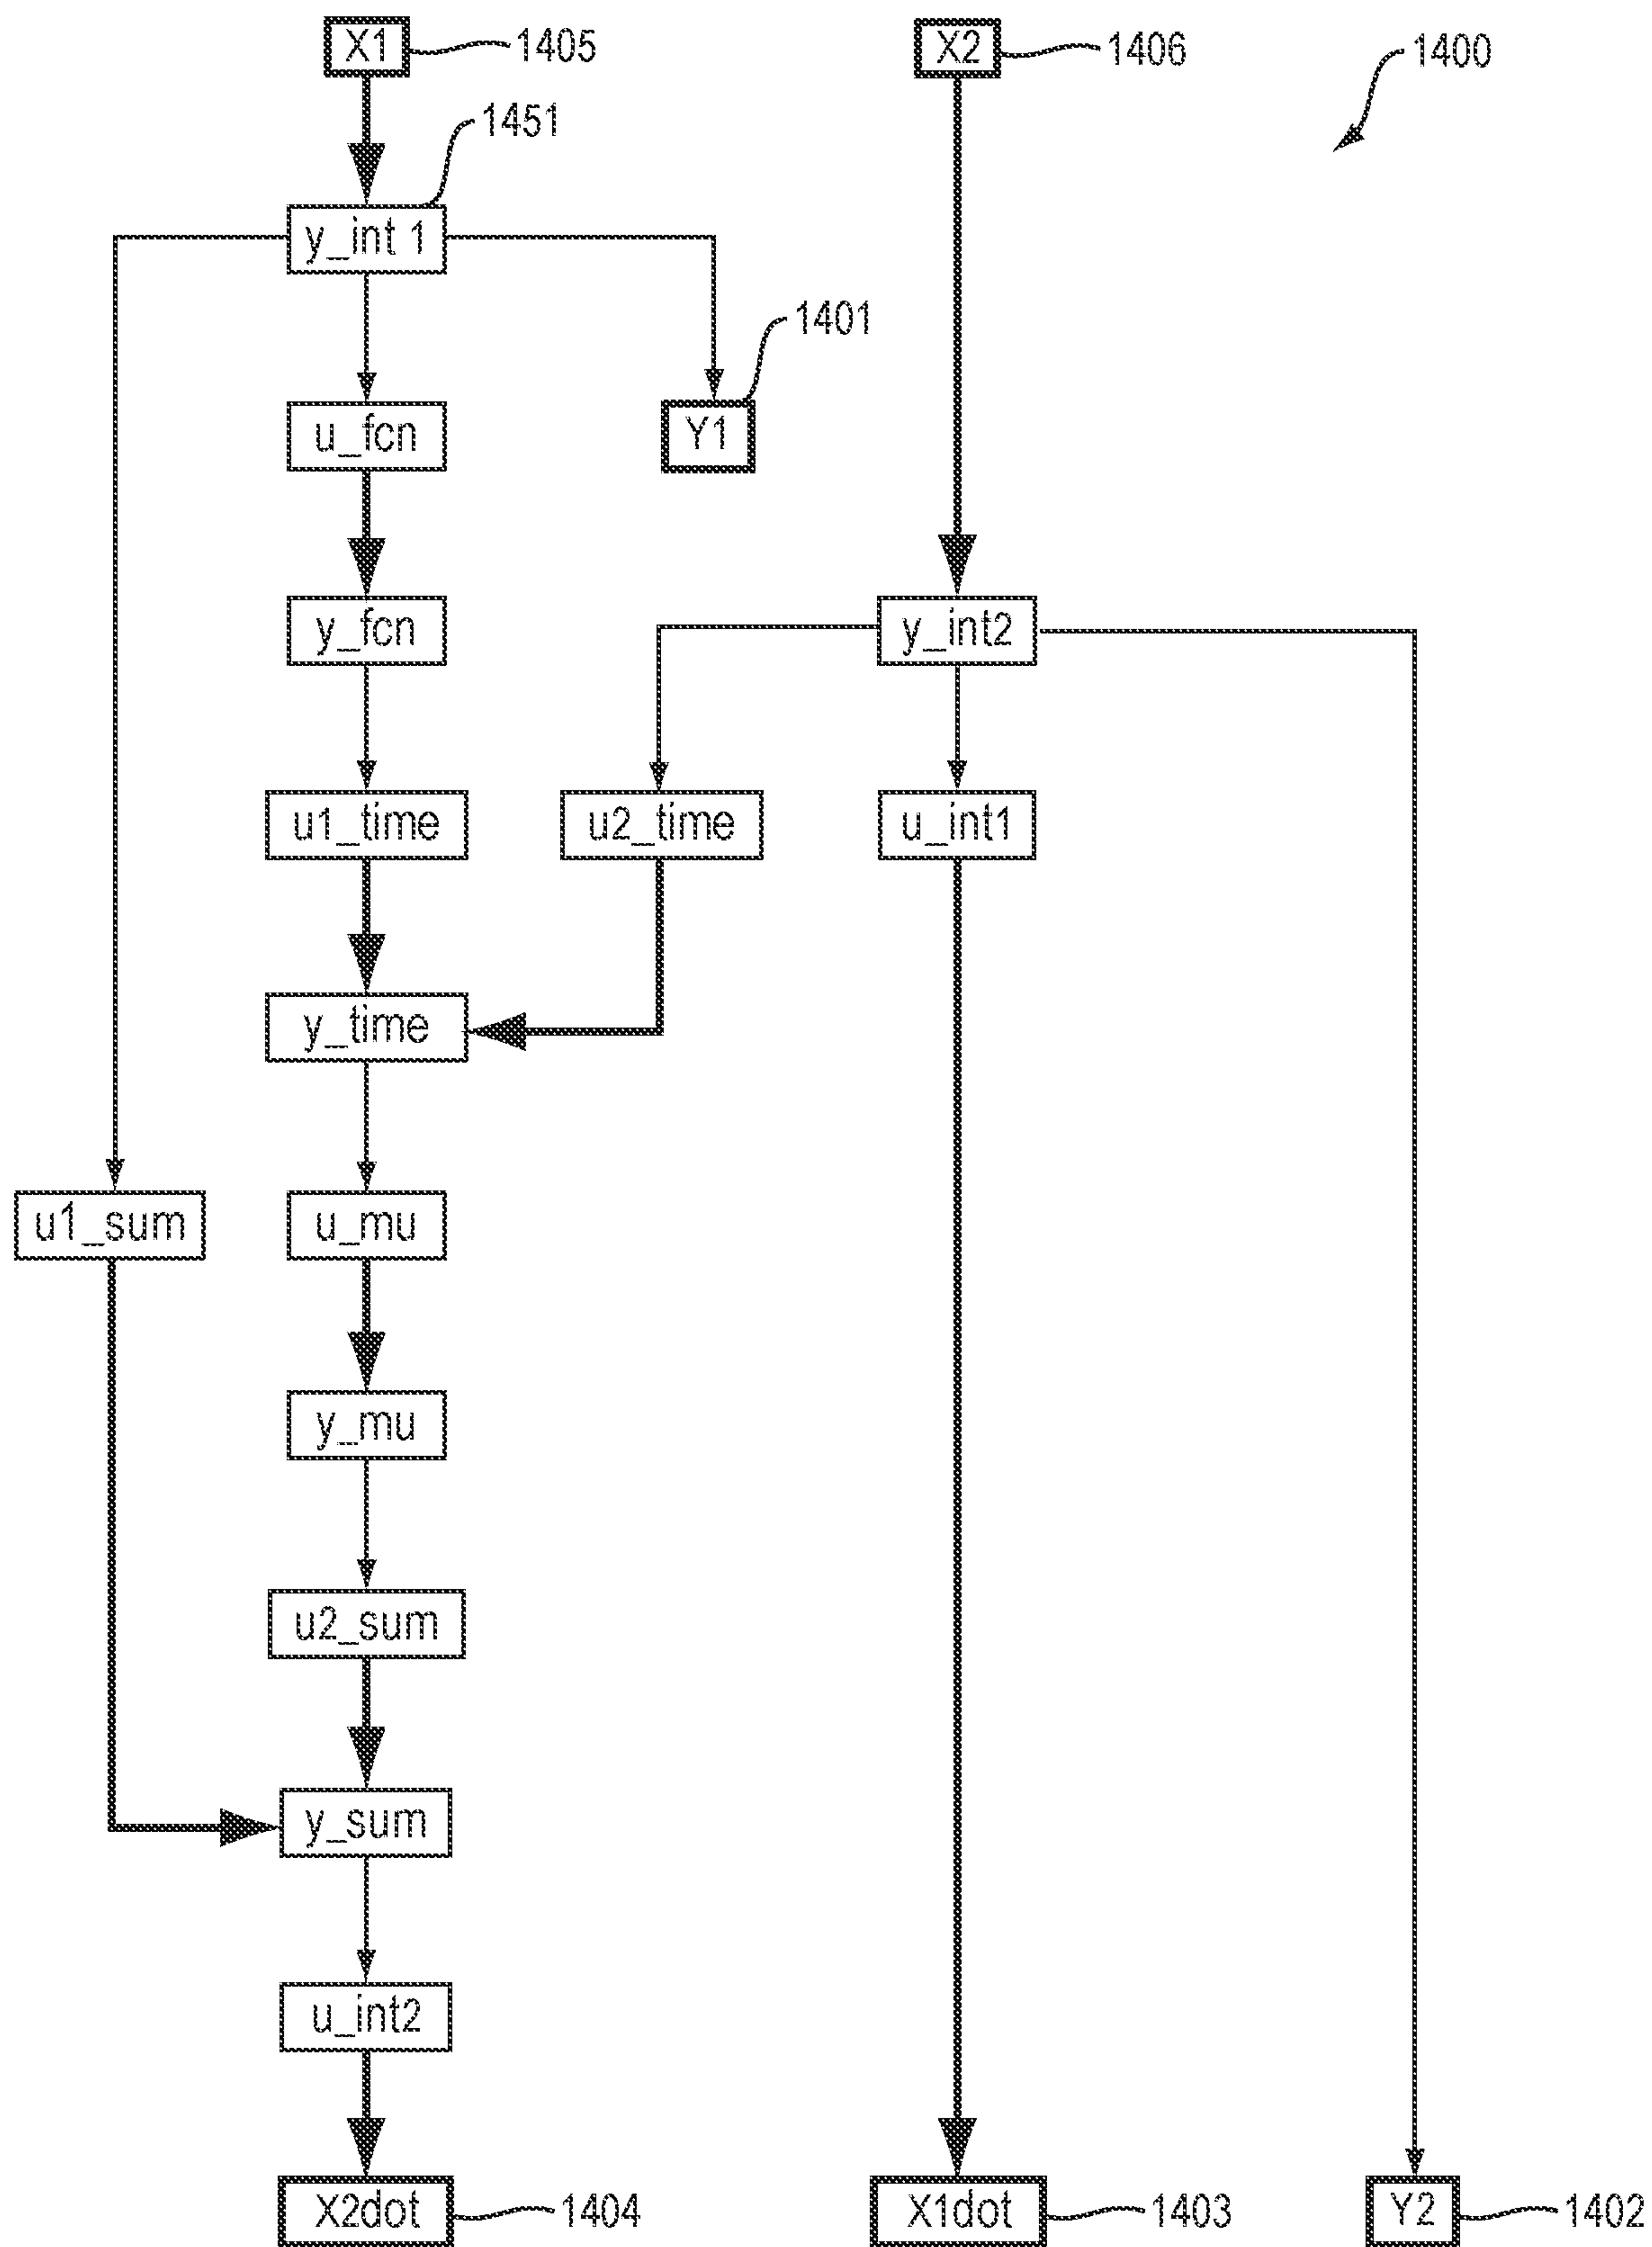 X1
1405
X2
1406
1400
1451
y_int 1
1401
u_fcn
Y1
y_fcn
y_int2
u1_time
u2_time
u_int1
y_time
u1_sum
u_mu
y_mu
u2_sum
y_sum
u_int2
X2dot
1404
X1dot
1403
Y2
1402